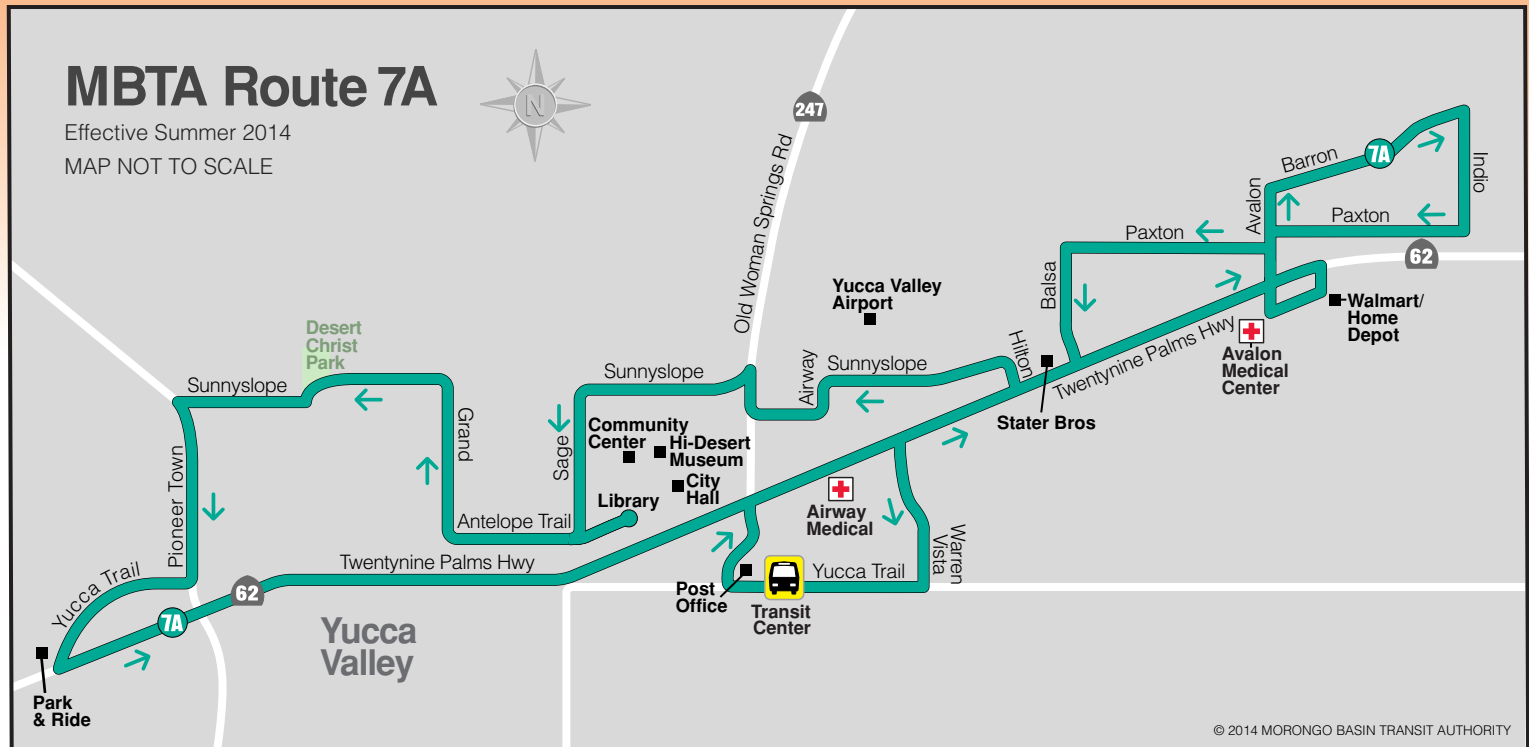 MBTA Route 7A
Effective Summer 2014
MAP NOT TO SCALE
N
247
Old Woman Springs Rd
Barron
7A
Indio
Avalon
Paxton
Paxton
62
Balsa
Yucca Valley
Airport
Walmart/
Home
Depot
Twentynine Palms Hwy
Avalon
Medical
Center
Desert
Christ
Park
Hilton
Airway
Sunnyslope
Sunnyslope
Sunnyslope
Stater Bros
Grand
Sage
Community
Center
Hi-Desert
Museum
City
Hall
Library
Pioneer Town
Antelope Trail
Airway
Medical
Warren
Vista
Twentynine Palms Hwy
Yucca Trail
Yucca Trail
62
7A
Post
Office
Transit
Center
Yucca
Valley
Park
& Ride
© 2014 MORONGO BASIN TRANSIT AUTHORITY